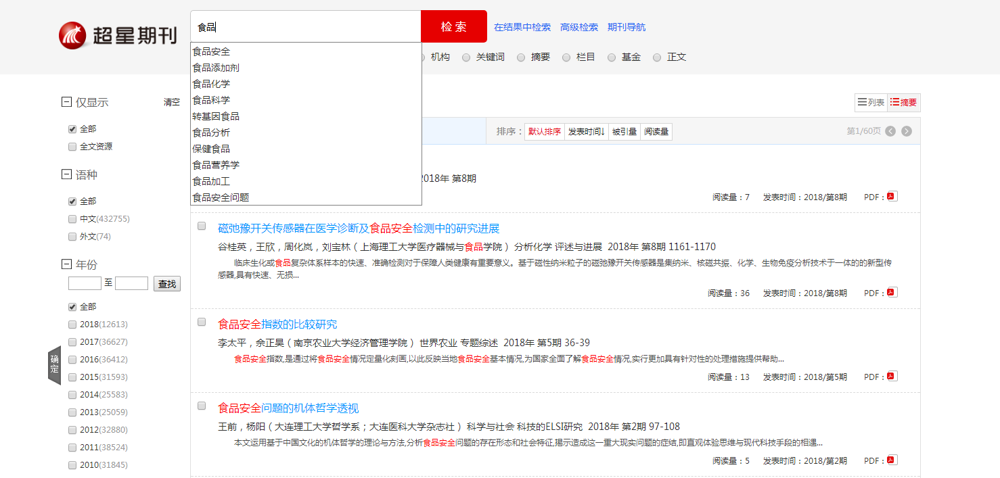 超星期刊
食品
检 索
在结果中检索 高级检索 期刊导航
机构 关键词 摘要 栏目 基金 正文
食品安全
食品添加剂
食品化学
食品科学
转基因食品
食品分析
保健食品
食品营养学
食品加工
食品安全问题
仅显示 清空
全部
全文资源
语种
全部
中文(432755)
外文(74)
年份
至 查找
全部
2018(12613)
2017(36627)
2016(36412)
2015(31593)
2014(25583)
2013(25059)
2012(32880)
2011(38524)
2010(31845)
确定
列表 摘要
排序：默认排序 发表时间↓ 被引量 阅读量 第1/60页
2018年 第8期
阅读量：7 发表时间：2018/第8期 PDF：
磁弛豫开关传感器在医学诊断及食品安全检测中的研究进展
谷桂英，王欣，周化岚，刘宝林（上海理工大学医疗器械与食品学院） 分析化学 评述与进展 2018年 第8期 1161-1170
临床生化或食品复杂体系样本的快速、准确检测对于保障人类健康有重要意义。基于磁性纳米粒子的磁弛豫开关传感器是集纳米、核磁共振、化学、生物免疫分析技术于一体的的新型传
感器,具有快速、无损...
阅读量：36 发表时间：2018/第8期 PDF：
食品安全指数的比较研究
李太平，佘正昊（南京农业大学经济管理学院） 世界农业 专题综述 2018年 第5期 36-39
食品安全指数,是通过将食品安全情况定量化刻画,以此反映当地食品安全基本情况,为国家全面了解食品安全情况,实行更加具有针对性的处理措施提供帮助...
阅读量：13 发表时间：2018/第5期 PDF：
食品安全问题的机体哲学透视
王前，杨阳（大连理工大学哲学系；大连医科大学杂志社） 科学与社会 科技的ELSI研究 2018年 第2期 97-108
本文运用基于中国文化的机体哲学的理论与方法,分析食品安全问题的存在形态和社会特征,揭示造成这一重大现实问题的症结,即直观体验思维与现代科技手段的相遇...
阅读量：5 发表时间：2018/第2期 PDF：